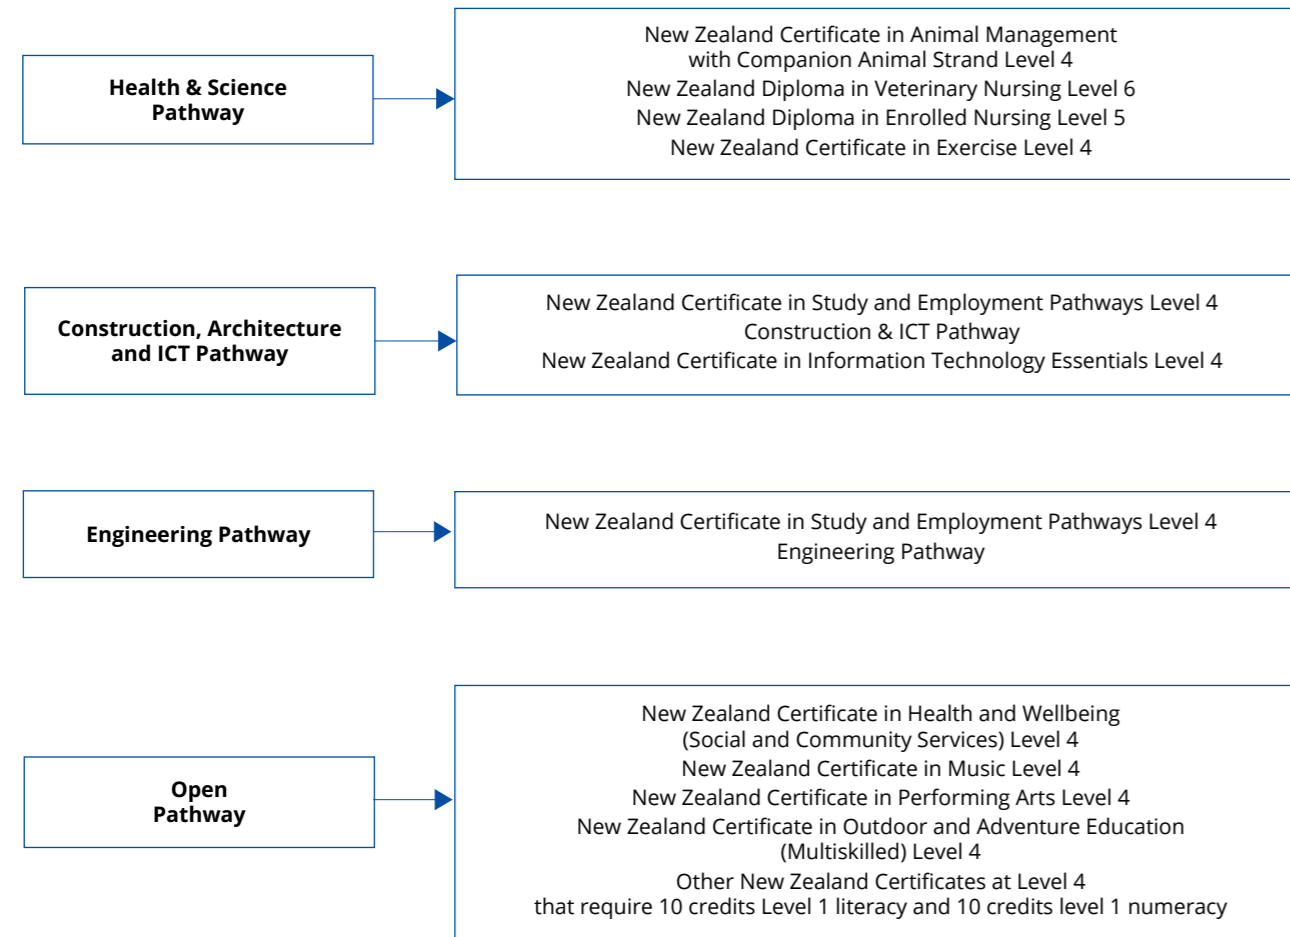 Health & Science
Pathway
New Zealand Certificate in Animal Management
with Companion Animal Strand Level 4
New Zealand Diploma in Veterinary Nursing Level 6
New Zealand Diploma in Enrolled Nursing Level 5
New Zealand Certificate in Exercise Level 4
Construction, Architecture
and ICT Pathway
New Zealand Certificate in Study and Employment Pathways Level 4
Construction & ICT Pathway
New Zealand Certificate in Information Technology Essentials Level 4
Engineering Pathway
New Zealand Certificate in Study and Employment Pathways Level 4
Engineering Pathway
Open
Pathway
New Zealand Certificate in Health and Wellbeing
(Social and Community Services) Level 4
New Zealand Certificate in Music Level 4
New Zealand Certificate in Performing Arts Level 4
New Zealand Certificate in Outdoor and Adventure Education
(Multiskilled) Level 4
Other New Zealand Certificates at Level 4
that require 10 credits Level 1 literacy and 10 credits level 1 numeracy